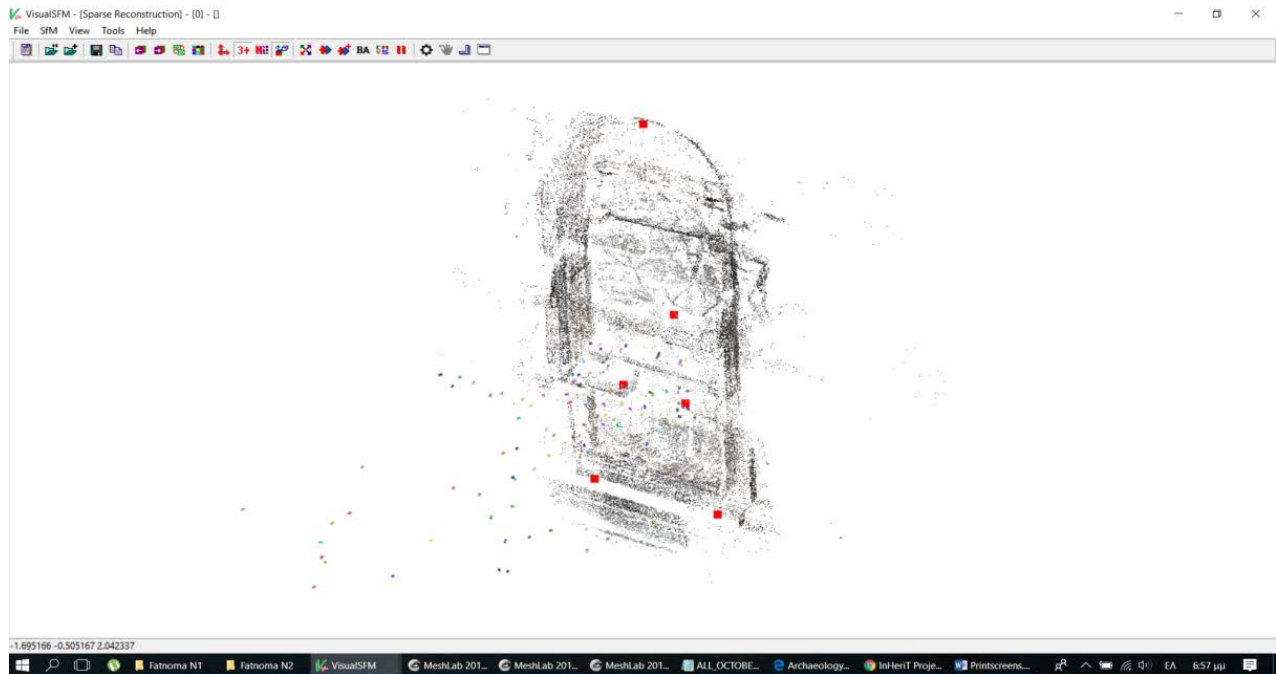 VisualSFM - [Sparse Reconstruction] - [0] - []
File SfM View Tools Help
3+ BA
-1.695166 -0.505167 2.042337
Fatnoma N1 Fatnoma N2 VisualSFM MeshLab 201... MeshLab 201... MeshLab 201... ALL_OCTOBE... Archaeology... InHeriT Proje... Printscreens... ΕΛ 6:57 μμ